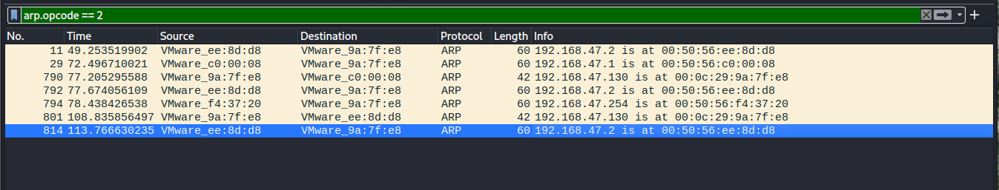 arp.opcode == 2
No. Time Source Destination Protocol Length Info
11 49.253519902 VMware_ee:8d:d8 VMware_9a:7f:e8 ARP 60 192.168.47.2 is at 00:50:56:ee:8d:d8
29 72.496710021 VMware_c0:00:08 VMware_9a:7f:e8 ARP 60 192.168.47.1 is at 00:50:56:c0:00:08
790 77.205295588 VMware_9a:7f:e8 VMware_c0:00:08 ARP 42 192.168.47.130 is at 00:0c:29:9a:7f:e8
792 77.674056109 VMware_ee:8d:d8 VMware_9a:7f:e8 ARP 60 192.168.47.2 is at 00:50:56:ee:8d:d8
794 78.438426538 VMware_f4:37:20 VMware_9a:7f:e8 ARP 60 192.168.47.254 is at 00:50:56:f4:37:20
801 108.835856497 VMware_9a:7f:e8 VMware_ee:8d:d8 ARP 42 192.168.47.130 is at 00:0c:29:9a:7f:e8
814 113.766630235 VMware_ee:8d:d8 VMware_9a:7f:e8 ARP 60 192.168.47.2 is at 00:50:56:ee:8d:d8